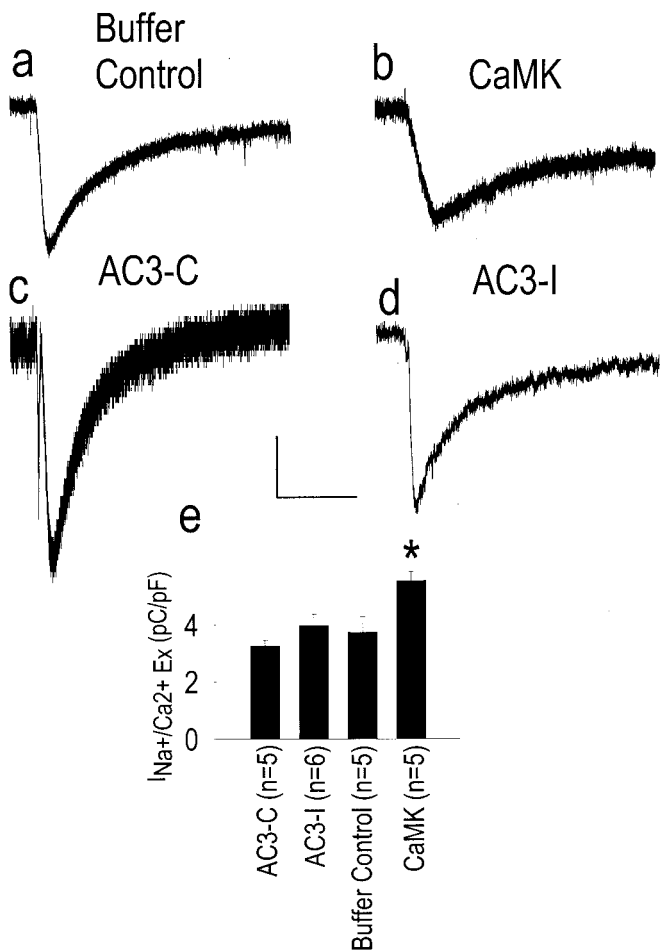 a
Buffer
Control
b
CaMK
c
AC3-C
d
AC3-I
e
INa+/Ca2+ Ex (pC/pF)
4
2
0
*
AC3-C (n=5)
AC3-I (n=6)
Buffer Control (n=5)
CaMK (n=5)